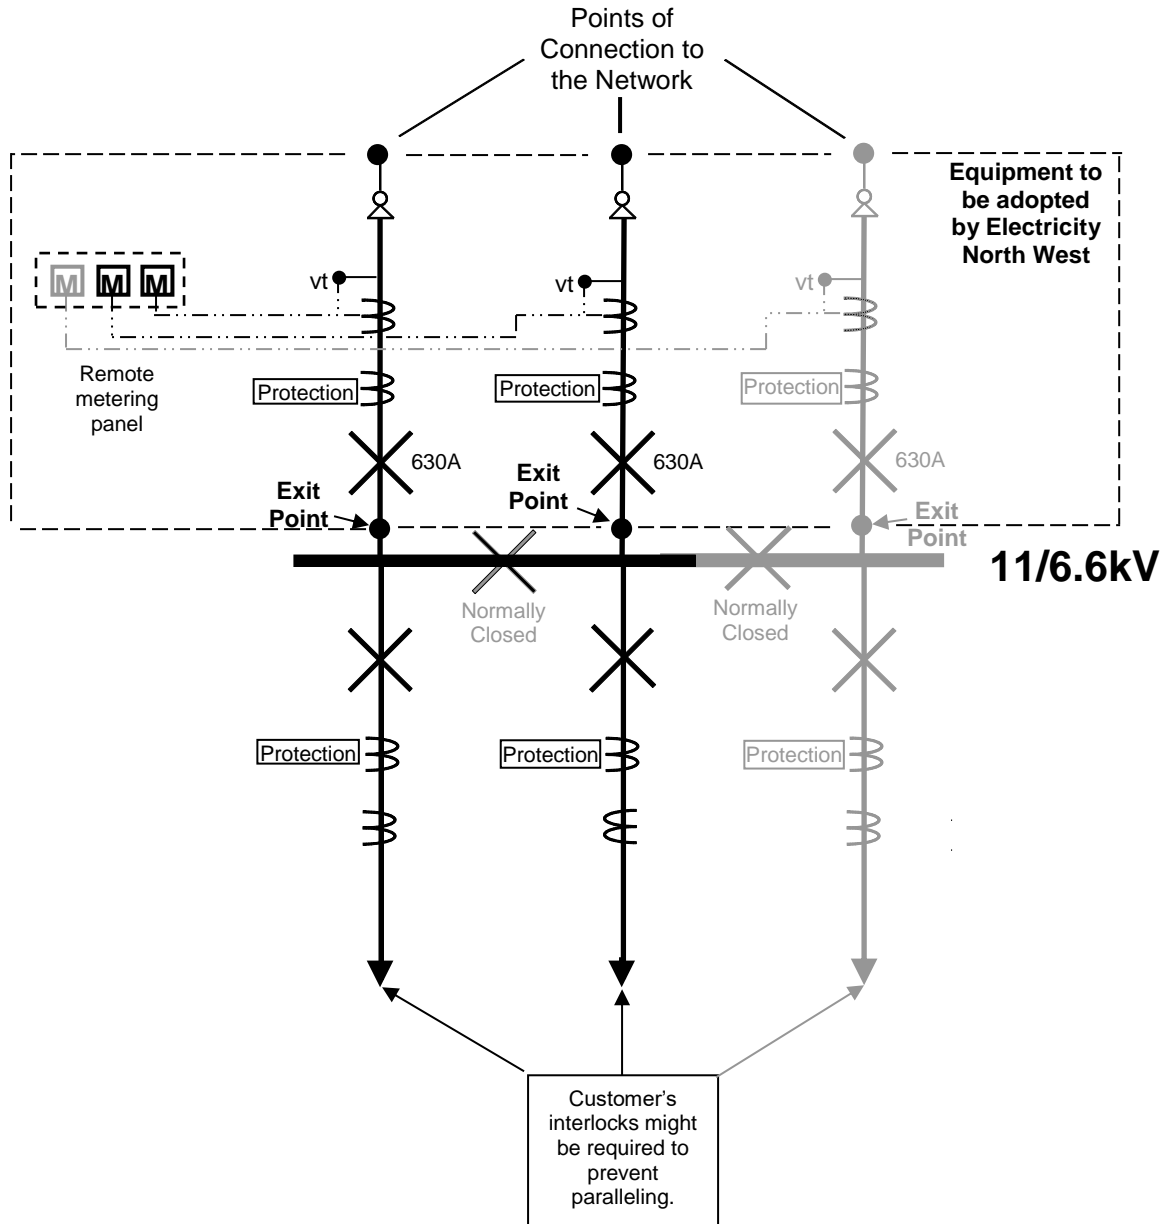 Points of
Connection to
the Network
Equipment to
be adopted
by Electricity
North West
M M M
vt
vt
vt
Remote
metering
panel
Protection
Protection
Protection
630A
630A
630A
Exit
Point
Exit
Point
Exit
Point
11/6.6kV
Normally
Closed
Normally
Closed
Protection
Protection
Protection
Customer's
interlocks might
be required to
prevent
paralleling.